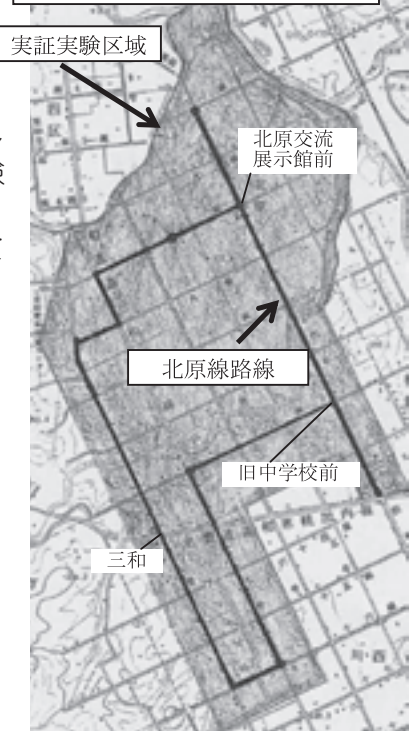 実証実験区域
北原交流
展示館前
北原線路線
旧中学校前
三和